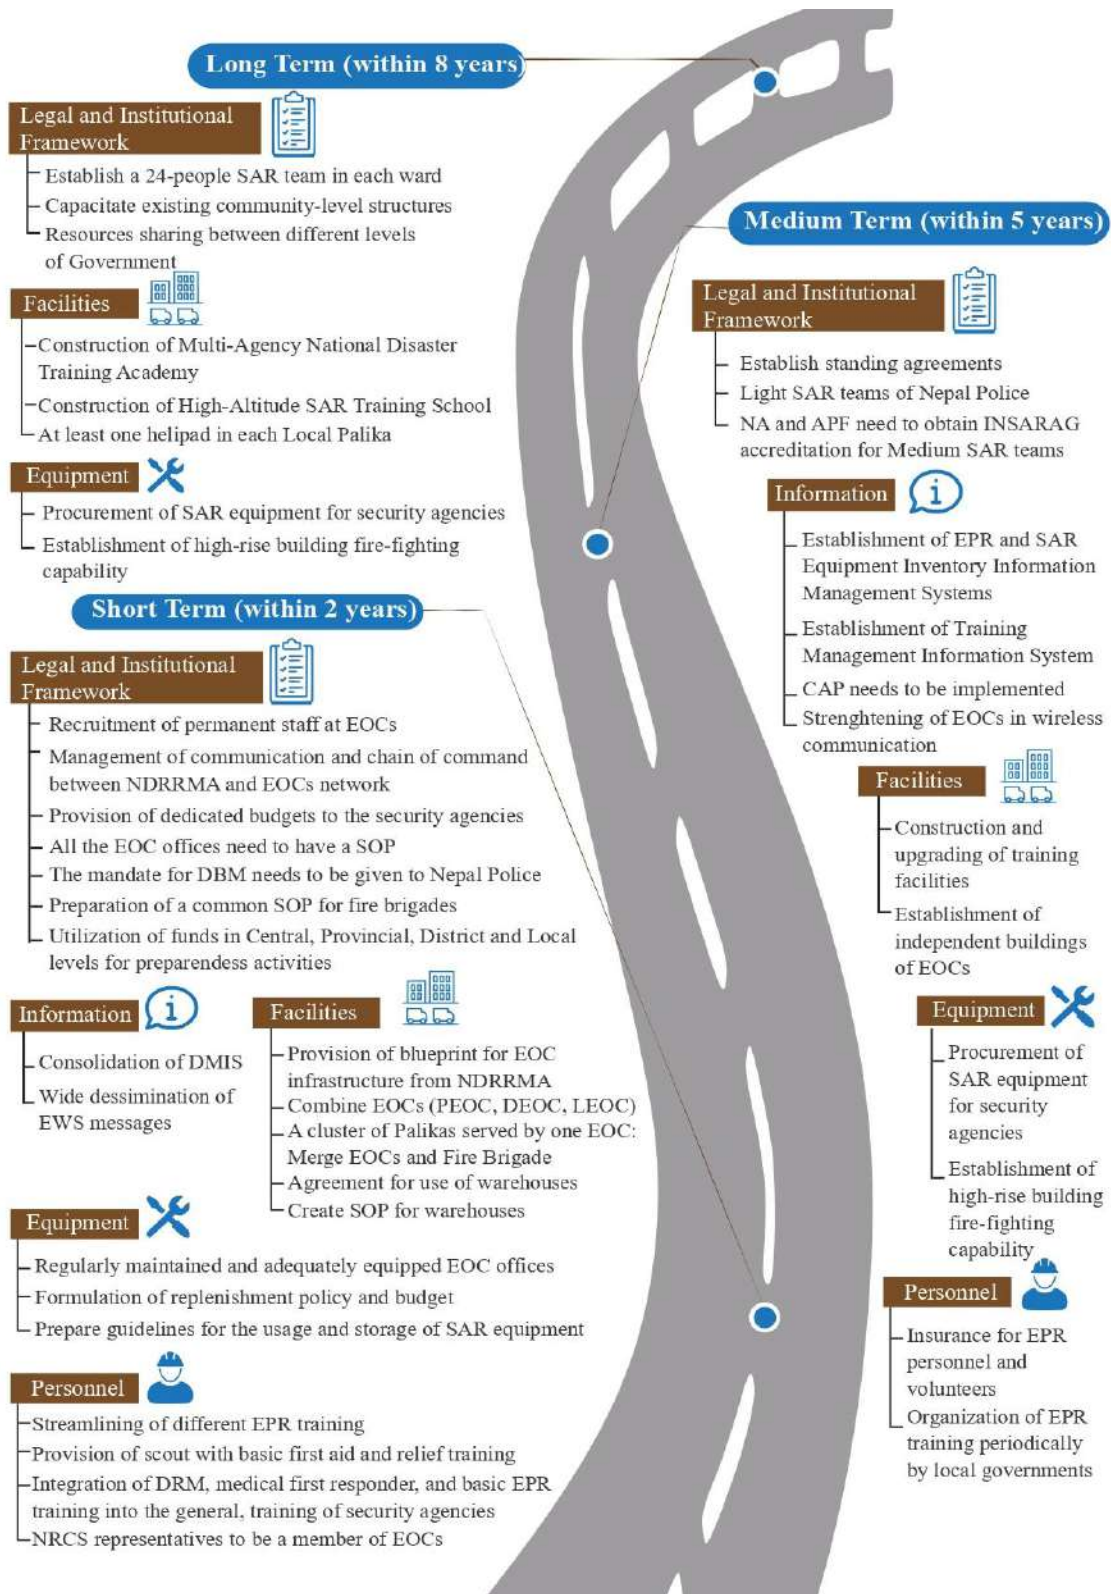 Long Term (within 8 years)
Legal and Institutional
Framework
Establish a 24-people SAR team in each ward
Capacitate existing community-level structures
Resources sharing between different levels
of Government
Facilities
Construction of Multi-Agency National Disaster
Training Academy
Construction of High-Altitude SAR Training School
At least one helipad in each Local Palika
Equipment
Procurement of SAR equipment for security agencies
Establishment of high-rise building fire-fighting
capability
Medium Term (within 5 years)
Legal and Institutional
Framework
Establish standing agreements
Light SAR teams of Nepal Police
NA and APF need to obtain INSARAG
accreditation for Medium SAR teams
Information
Establishment of EPR and SAR
Equipment Inventory Information
Management Systems
Establishment of Training
Management Information System
CAP needs to be implemented
Strenghtening of EOCs in wireless
communication
Facilities
Construction and
upgrading of training
facilities
Establishment of
independent buildings
of EOCs
Equipment
Procurement of
SAR equipment
for security
agencies
Establishment of
high-rise building
fire-fighting
capability
Personnel
Insurance for EPR
personnel and
volunteers
Organization of EPR
training periodically
by local governments
Short Term (within 2 years)
Legal and Institutional
Framework
Recruitment of permanent staff at EOCs
Management of communication and chain of command
between NDRRMA and EOCs network
Provision of dedicated budgets to the security agencies
All the EOC offices need to have a SOP
The mandate for DBM needs to be given to Nepal Police
Preparation of a common SOP for fire brigades
Utilization of funds in Central, Provincial, District and Local
levels for preparendess activities
Information
Consolidation of DMIS
Wide dessimination of
EWS messages
Facilities
Provision of blueprint for EOC
infrastructure from NDRRMA
Combine EOCs (PEOC, DEOC, LEOC)
A cluster of Palikas served by one EOC:
Merge EOCs and Fire Brigade
Agreement for use of warehouses
Create SOP for warehouses
Equipment
Regularly maintained and adequately equipped EOC offices
Formulation of replenishment policy and budget
Prepare guidelines for the usage and storage of SAR equipment
Personnel
Streamlining of different EPR training
Provision of scout with basic first aid and relief training
Integration of DRM, medical first responder, and basic EPR
training into the general, training of security agencies
NRCS representatives to be a member of EOCs